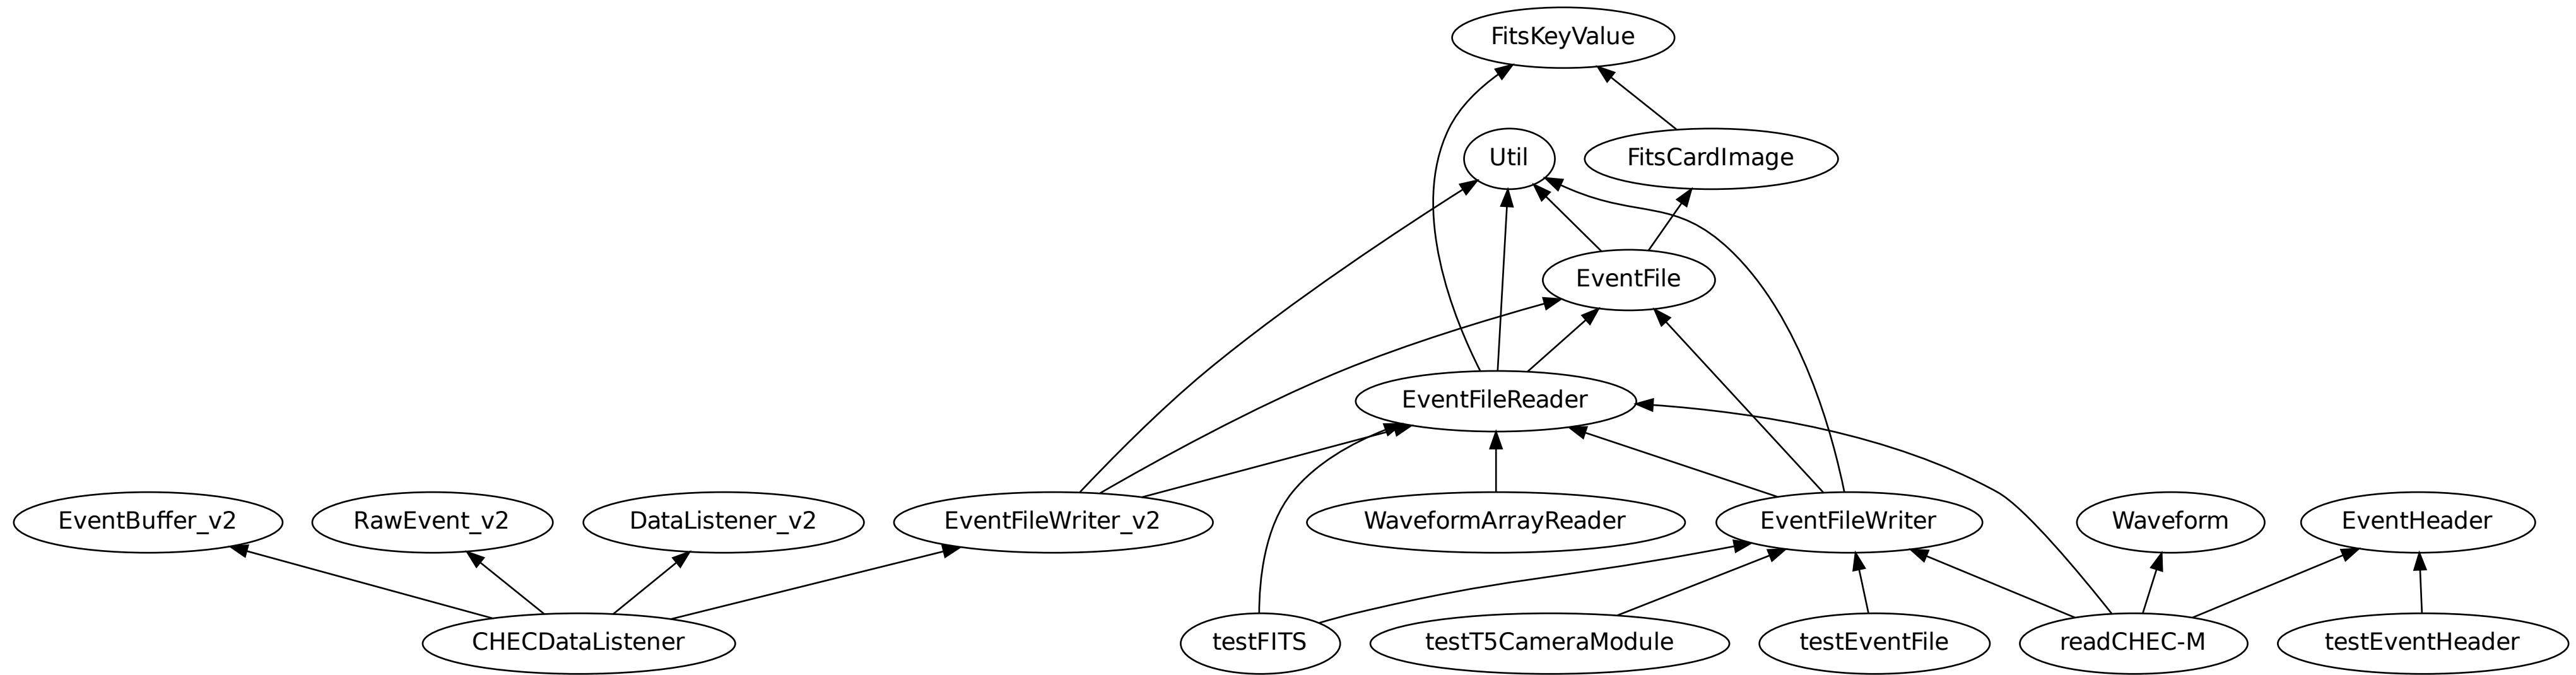 FitsKeyValue
Util
FitsCardImage
EventFile
EventFileReader
EventBuffer_v2
RawEvent_v2
DataListener_v2
EventFileWriter_v2
WaveformArrayReader
EventFileWriter
Waveform
EventHeader
CHECDataListener
testFITS
testT5CameraModule
testEventFile
readCHEC-M
testEventHeader